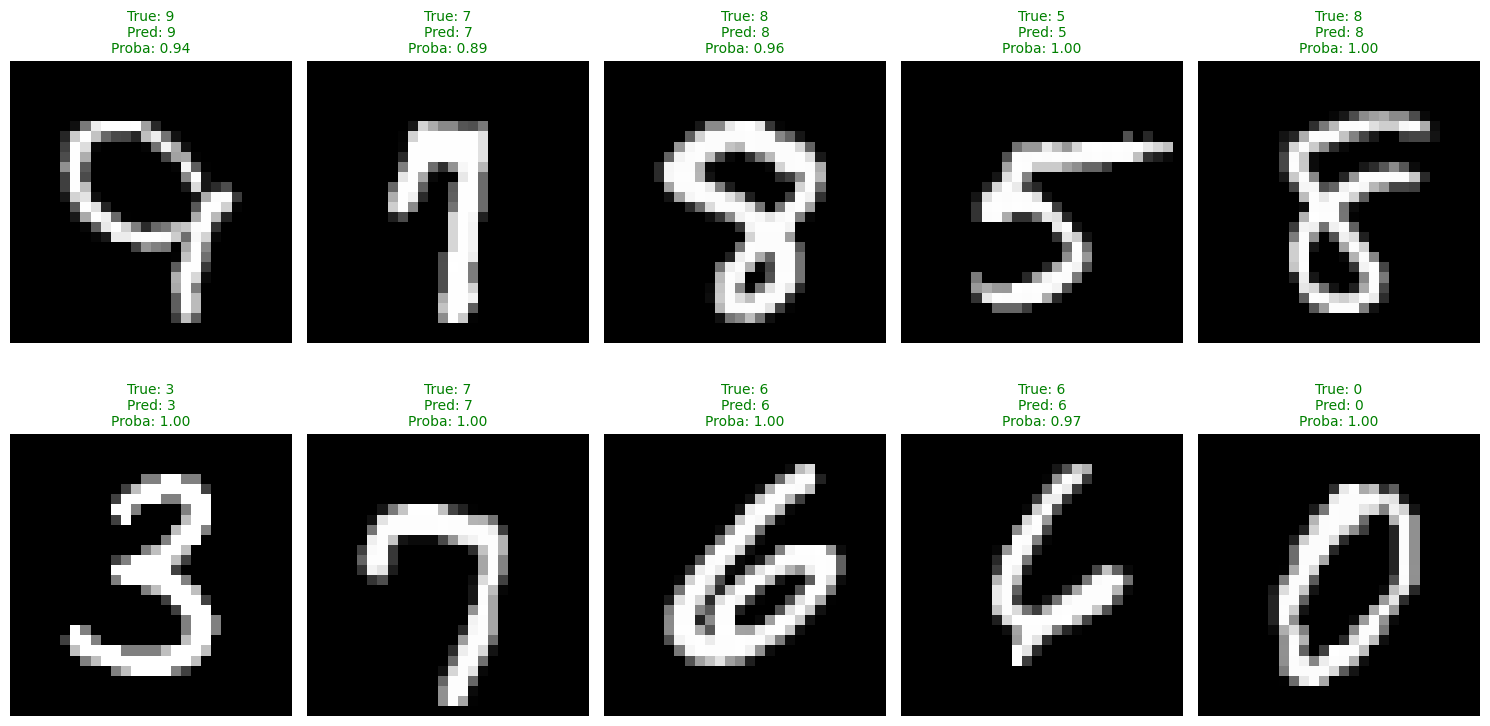 True: 9
Pred: 9
Proba: 0.94
True: 7
Pred: 7
Proba: 0.89
True: 8
Pred: 8
Proba: 0.96
True: 5
Pred: 5
Proba: 1.00
True: 8
Pred: 8
Proba: 1.00
9
7
8
5
8
True: 3
Pred: 3
Proba: 1.00
True: 7
Pred: 7
Proba: 1.00
True: 6
Pred: 6
Proba: 1.00
True: 6
Pred: 6
Proba: 0.97
True: 0
Pred: 0
Proba: 1.00
3
7
6
6
0